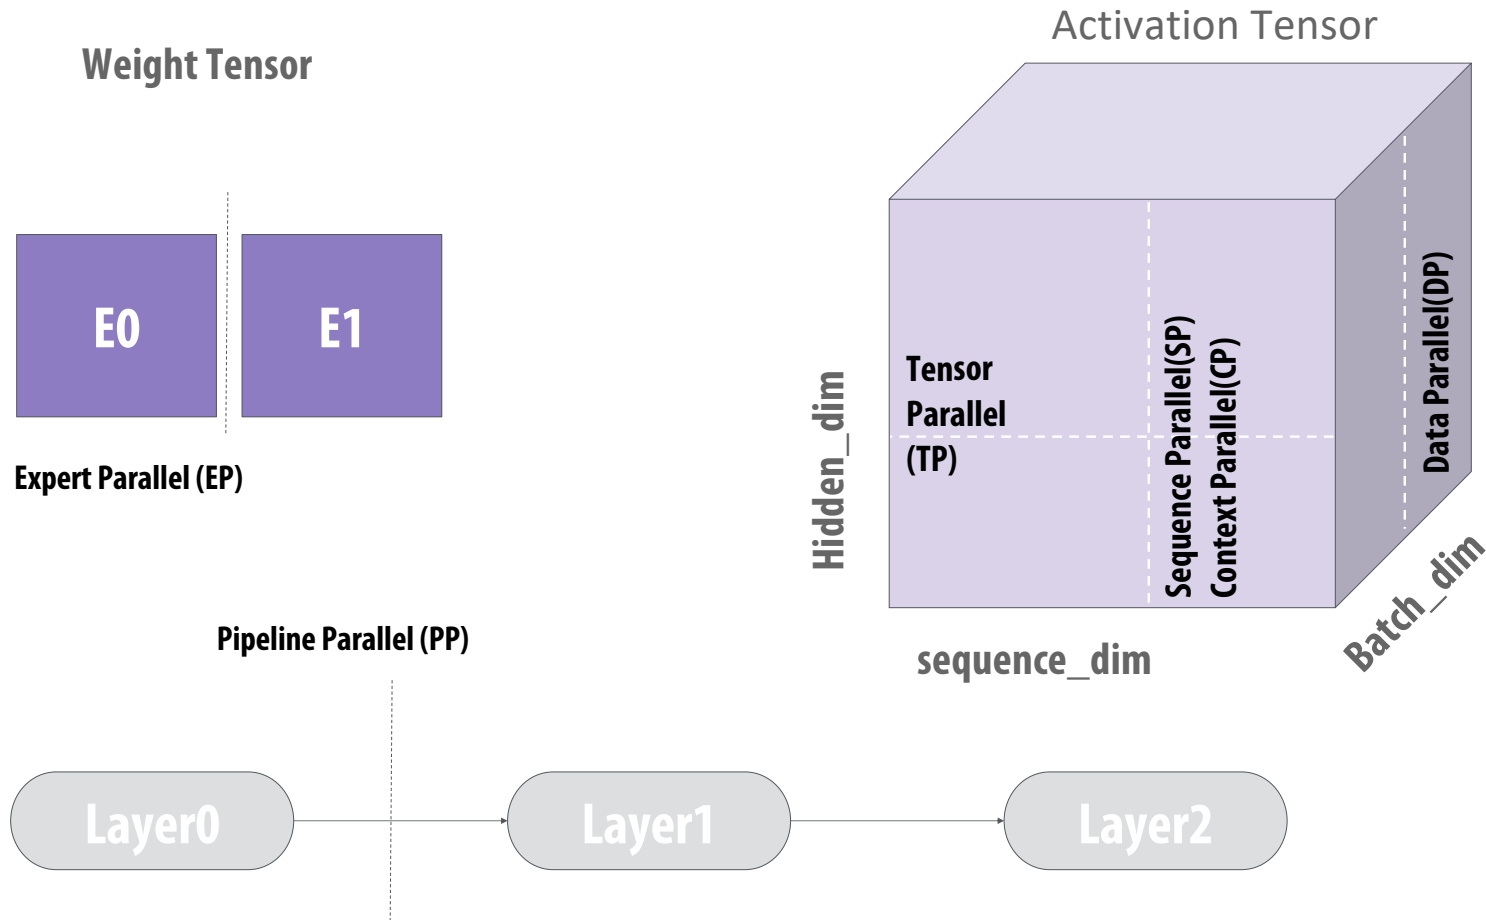 Activation Tensor
Weight Tensor
E0
E1
Expert Parallel (EP)
Hidden_dim
Tensor
Parallel
(TP)
Sequence Parallel(SP)
Context Parallel(CP)
Data Parallel(DP)
Batch_dim
sequence_dim
Pipeline Parallel (PP)
Layer0
Layer1
Layer2